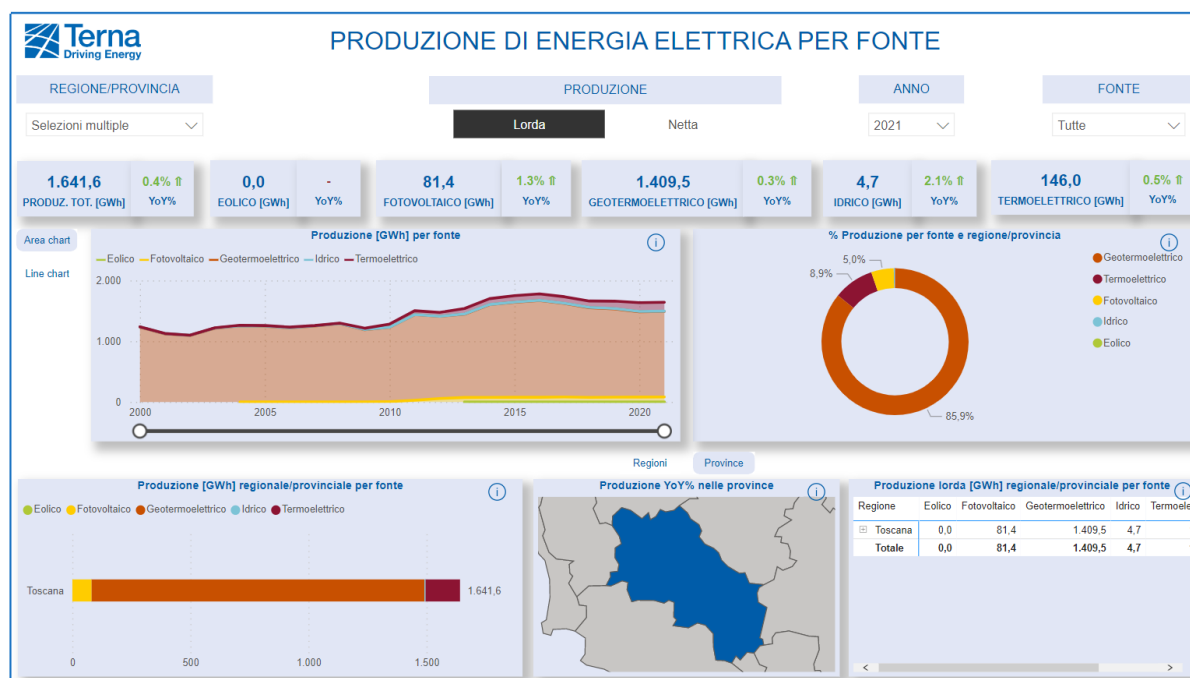 Terna
Driving Energy
PRODUZIONE DI ENERGIA ELETTRICA PER FONTE
REGIONE/PROVINCIA
PRODUZIONE
ANNO
FONTE
Selezioni multiple
Lorda
Netta
2021
Tutte
1.641,6
PRODUZ. TOT. [GWh]
0.4% ⇑
YoY%
0,0
EOLICO [GWh]
-
YoY%
81,4
FOTOVOLTAICO [GWh]
1.3% ⇑
YoY%
1.409,5
GEOTERMOELETTRICO [GWh]
0.3% ⇑
YoY%
4,7
IDRICO [GWh]
2.1% ⇑
YoY%
146,0
TERMOELETTRICO [GWh]
0.5% ⇑
YoY%
Area chart
Line chart
Produzione [GWh] per fonte
Eolico Fotovoltaico Geotermoelettrico Idrico Termoelettrico
2.000
1.000
0
2000 2005 2010 2015 2020
% Produzione per fonte e regione/provincia
5,0%
8,9%
85,9%
Geotermoelettrico
Termoelettrico
Fotovoltaico
Idrico
Eolico
Regioni
Province
Produzione [GWh] regionale/provinciale per fonte
Eolico Fotovoltaico Geotermoelettrico Idrico Termoelettrico
Toscana
1.641,6
0 500 1.000 1.500
Produzione YoY% nelle province
Produzione lorda [GWh] regionale/provinciale per fonte
Regione Eolico Fotovoltaico Geotermoelettrico Idrico Termoele
Toscana 0,0 81,4 1.409,5 4,7
Totale 0,0 81,4 1.409,5 4,7